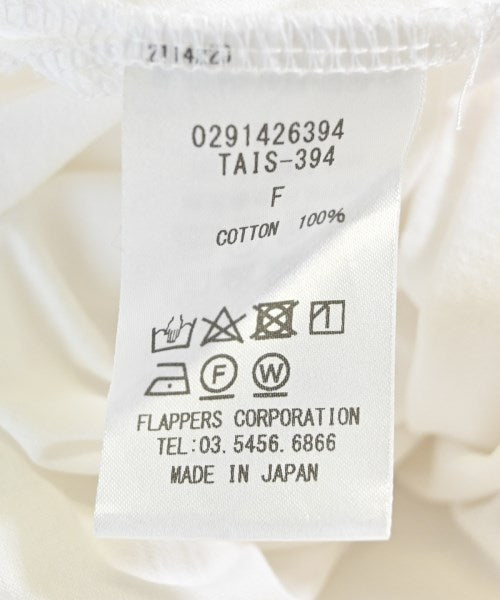 0291426394
TAIS-394
F
COTTON 100%
F W
FLAPPERS CORPORATION
TEL:03.5456.6866
MADE IN JAPAN